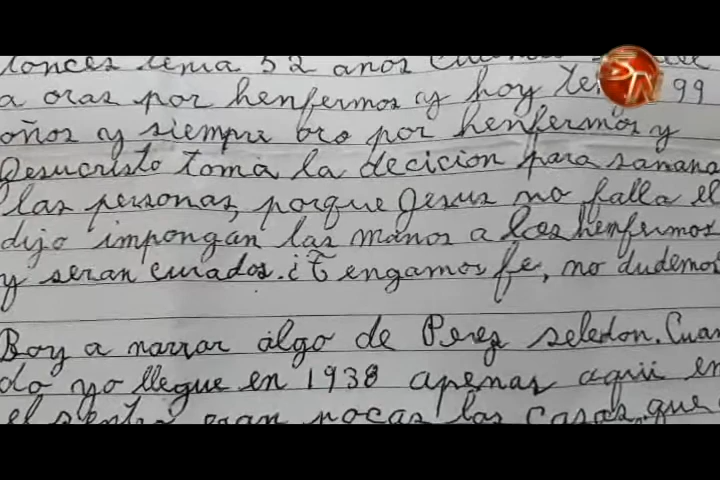 tonces tenia 52 años
a oras por henfermos y hoy 99
oños y siempre oro por henfermos y
Jesucristo toma la decicion para sanana
las personas, porque Jesus no falla el
dijo impongan las manos a los henfermos
y seran curados. ¡Tengamos fe, no dudemos
Boy a narrar algo de Perez seledon. Cuan
do yo llegue en 1938 apenas aqui en
el sentro eran pocas las casas, que